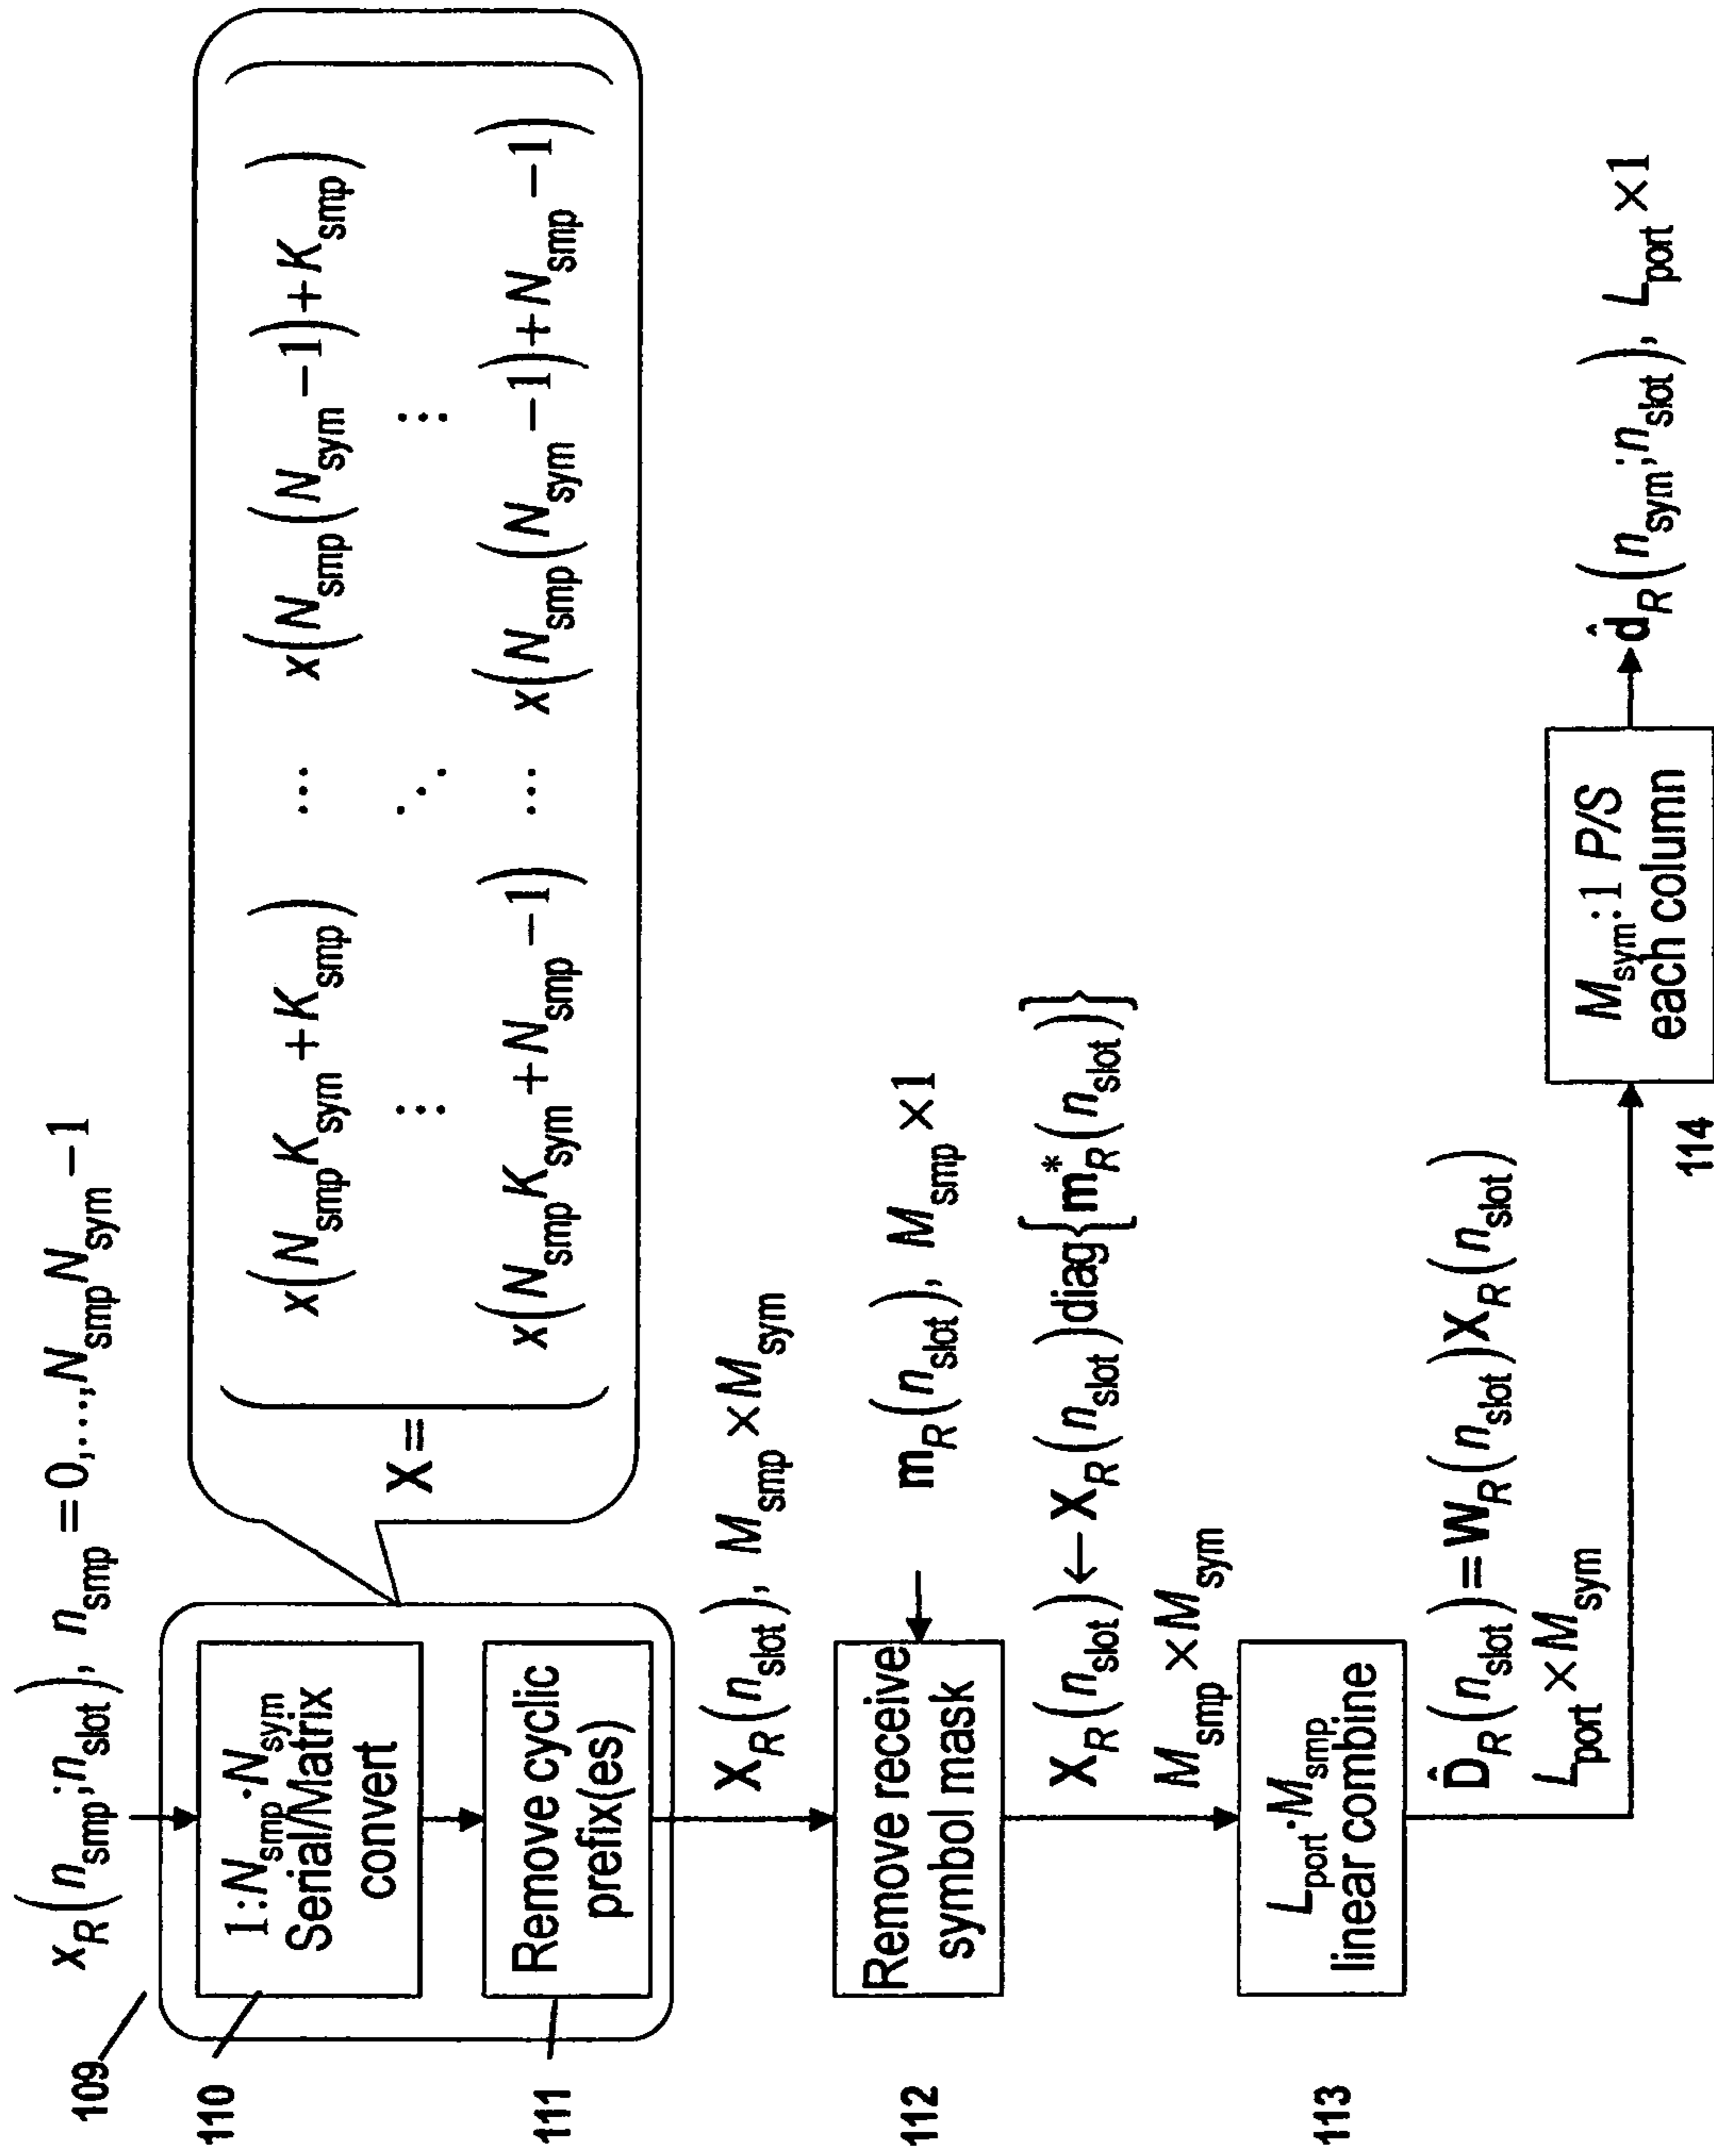 109
x_R(n_smp;n_slot), n_smp = 0,...,N_smp N_sym −1
110
1:N_smp·N_sym
Serial/Matrix
convert
111
Remove cyclic
prefix(es)
X =
x(N_smp K_sym + K_smp) ⋯ x(N_smp(N_sym −1)+ K_smp)
⋮ ⋱ ⋮
x(N_smp K_sym + N_smp −1) ⋯ x(N_smp(N_sym −1)+ N_smp −1)
X_R(n_slot), M_smp × M_sym
112
Remove receive
symbol mask
m_R(n_slot), M_smp ×1
X_R(n_slot) ← X_R(n_slot)diag{m*_R(n_slot)}
M_smp × M_sym
113
L_port·M_smp
linear combine
D̂_R(n_slot)=W_R(n_slot)X_R(n_slot)
L_port × M_sym
114
M_sym:1 P/S
each column
d̂_R(n_sym;n_slot), L_port ×1